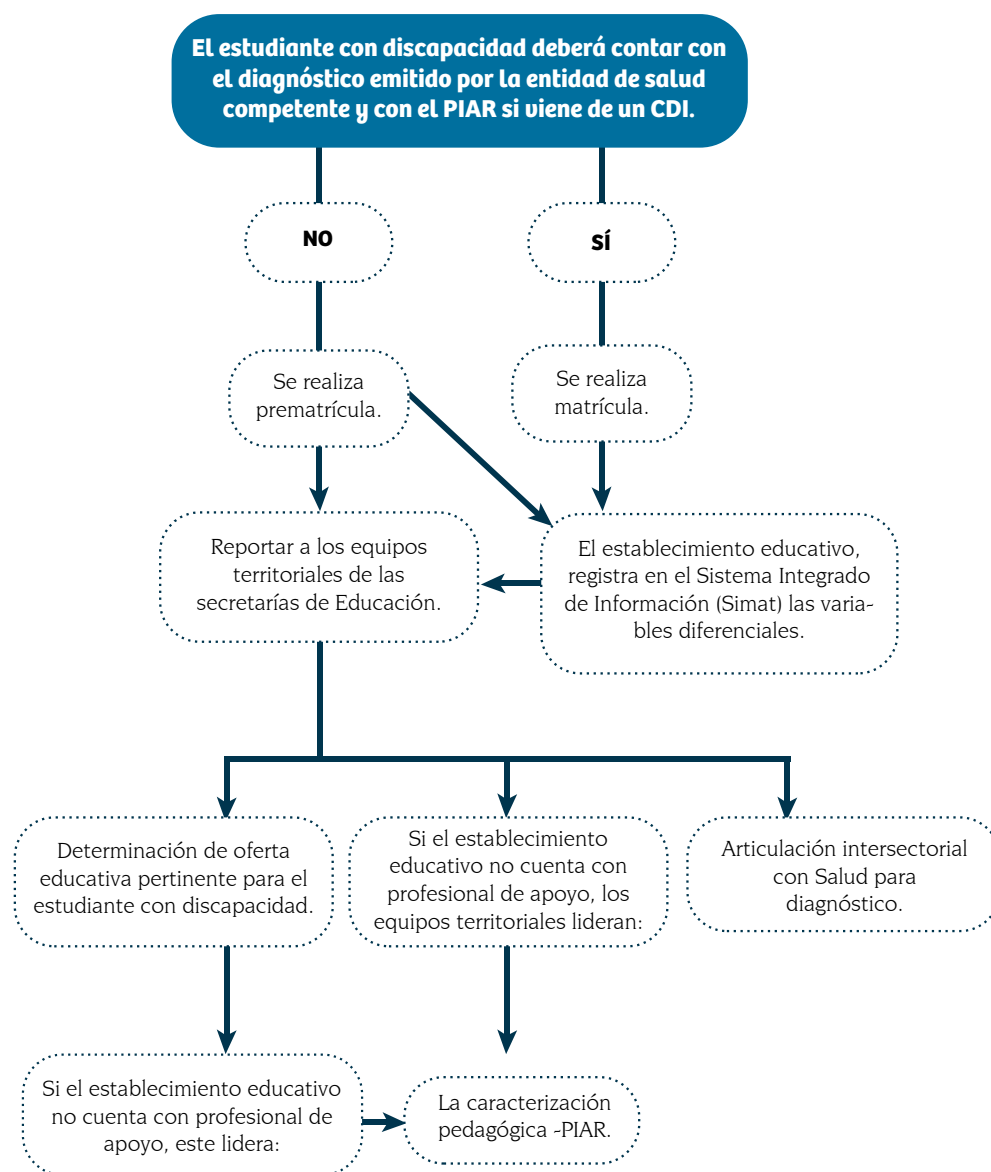 El estudiante con discapacidad deberá contar con
el diagnóstico emitido por la entidad de salud
competente y con el PIAR si viene de un CDI.
NO
SÍ
Se realiza
prematrícula.
Se realiza
matrícula.
Reportar a los equipos
territoriales de las
secretarías de Educación.
El establecimiento educativo,
registra en el Sistema Integrado
de Información (Simat) las varia-
bles diferenciales.
Determinación de oferta
educativa pertinente para el
estudiante con discapacidad.
Si el establecimiento
educativo no cuenta con
profesional de apoyo, los
equipos territoriales lideran:
Articulación intersectorial
con Salud para
diagnóstico.
Si el establecimiento educativo
no cuenta con profesional de
apoyo, este lidera:
La caracterización
pedagógica -PIAR.